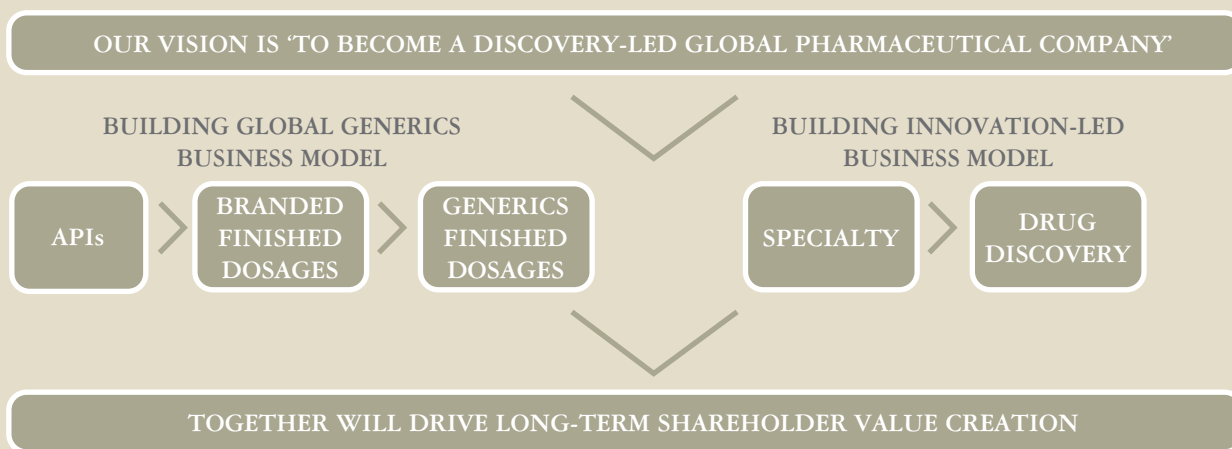 OUR VISION IS ‘TO BECOME A DISCOVERY-LED GLOBAL PHARMACEUTICAL COMPANY’
BUILDING GLOBAL GENERICS
BUSINESS MODEL
APIs
BRANDED
FINISHED
DOSAGES
GENERICS
FINISHED
DOSAGES
BUILDING INNOVATION-LED
BUSINESS MODEL
SPECIALTY
DRUG
DISCOVERY
TOGETHER WILL DRIVE LONG-TERM SHAREHOLDER VALUE CREATION